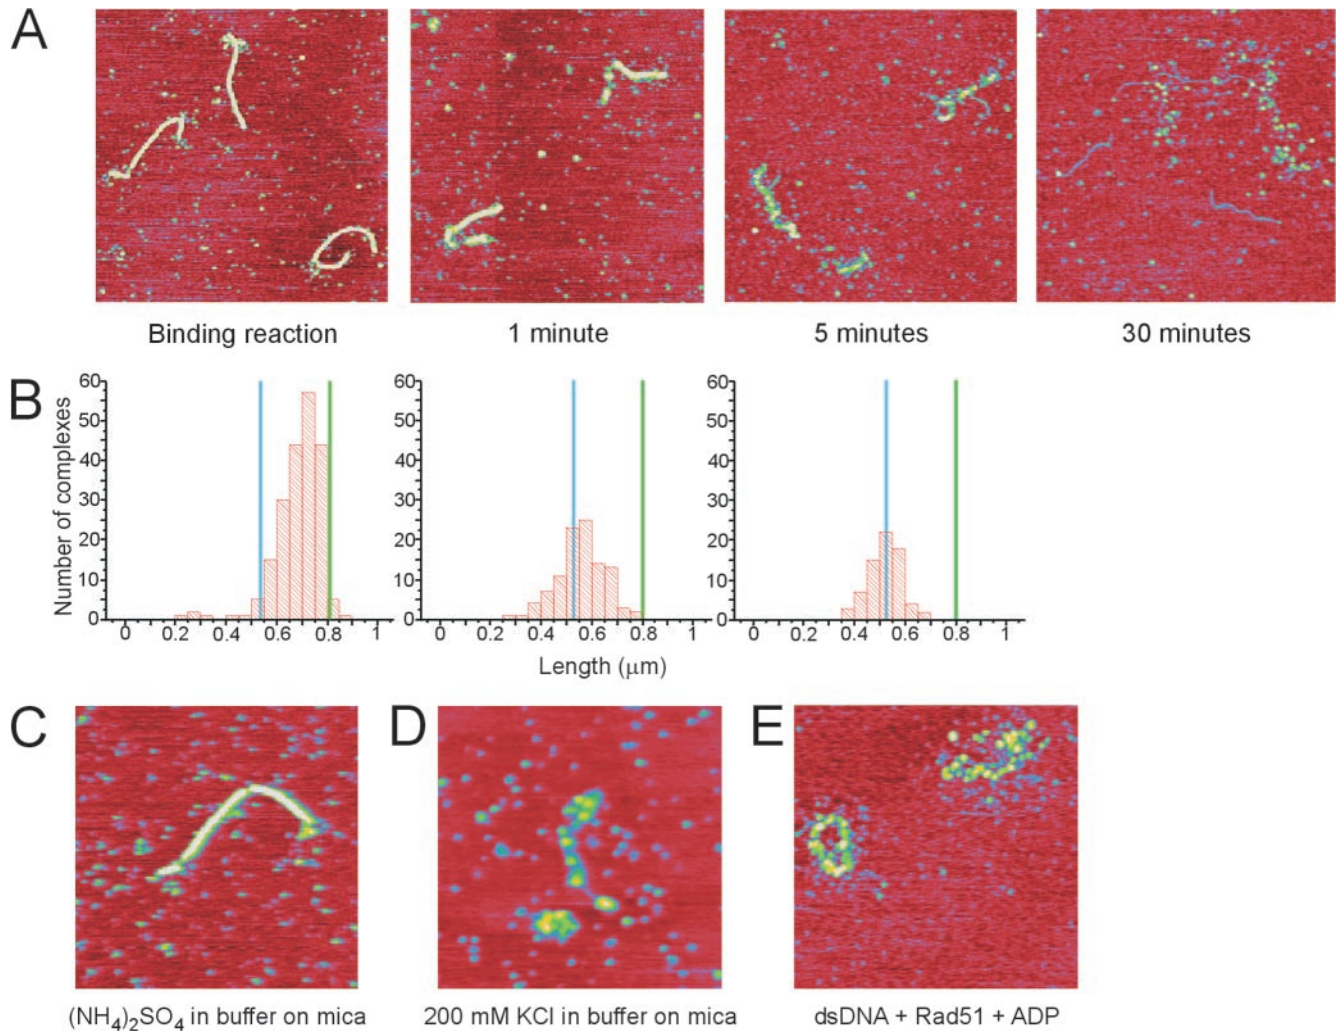 A
Binding reaction
1 minute
5 minutes
30 minutes
B
Number of complexes
60
50
40
30
20
10
0
0
0.2
0.4
0.6
0.8
1
60
50
40
30
20
10
0
0
0.2
0.4
0.6
0.8
1
60
50
40
30
20
10
0
0
0.2
0.4
0.6
0.8
1
Length (μm)
C
(NH₄)₂SO₄ in buffer on mica
D
200 mM KCl in buffer on mica
E
dsDNA + Rad51 + ADP